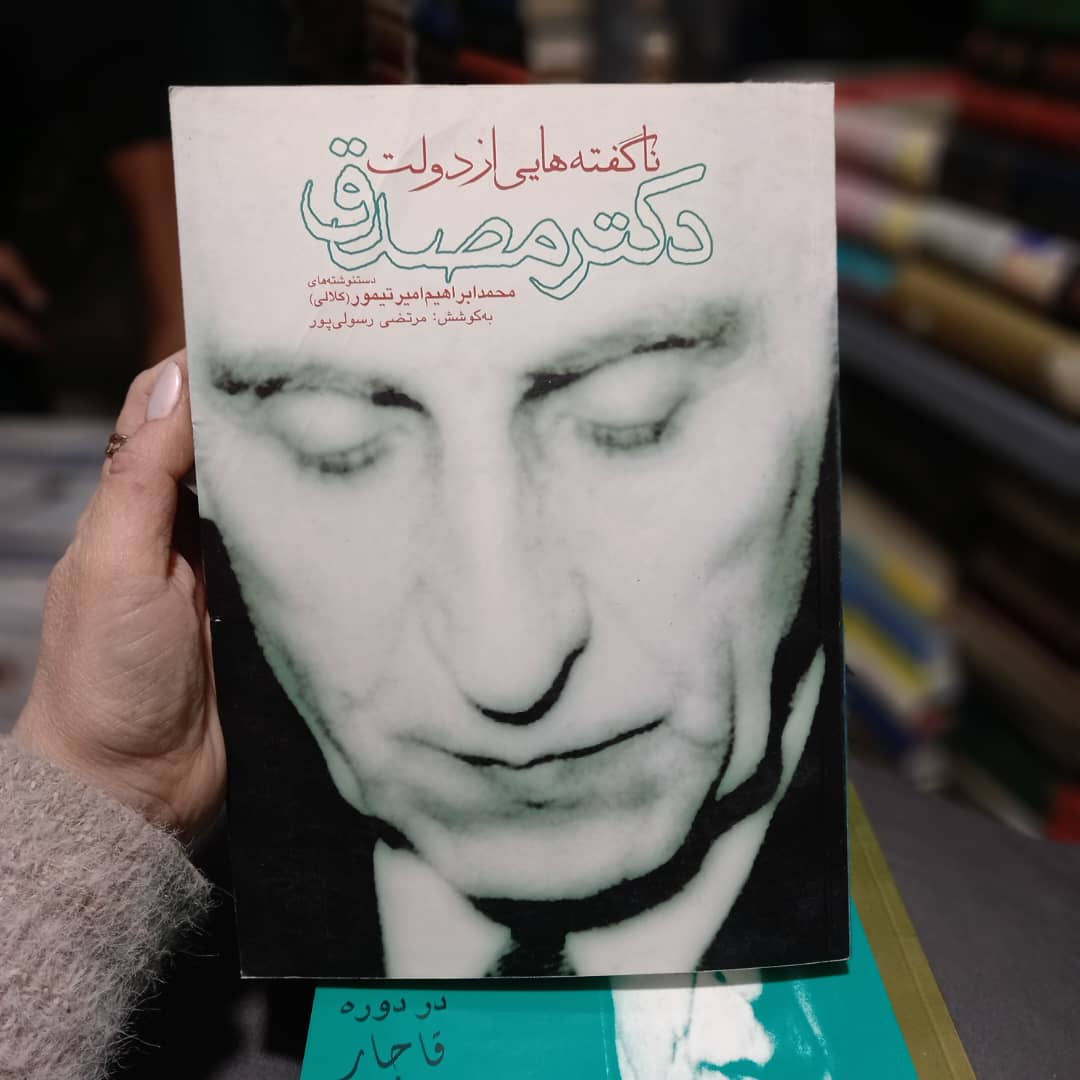 ناگفته‌هایی از دولت
دکتر مصدق
دستنوشته‌های
محمدابراهیم امیرتیمور (کلالی)
به‌کوشش: مرتضی رسولی‌پور
در دوره
قاجار